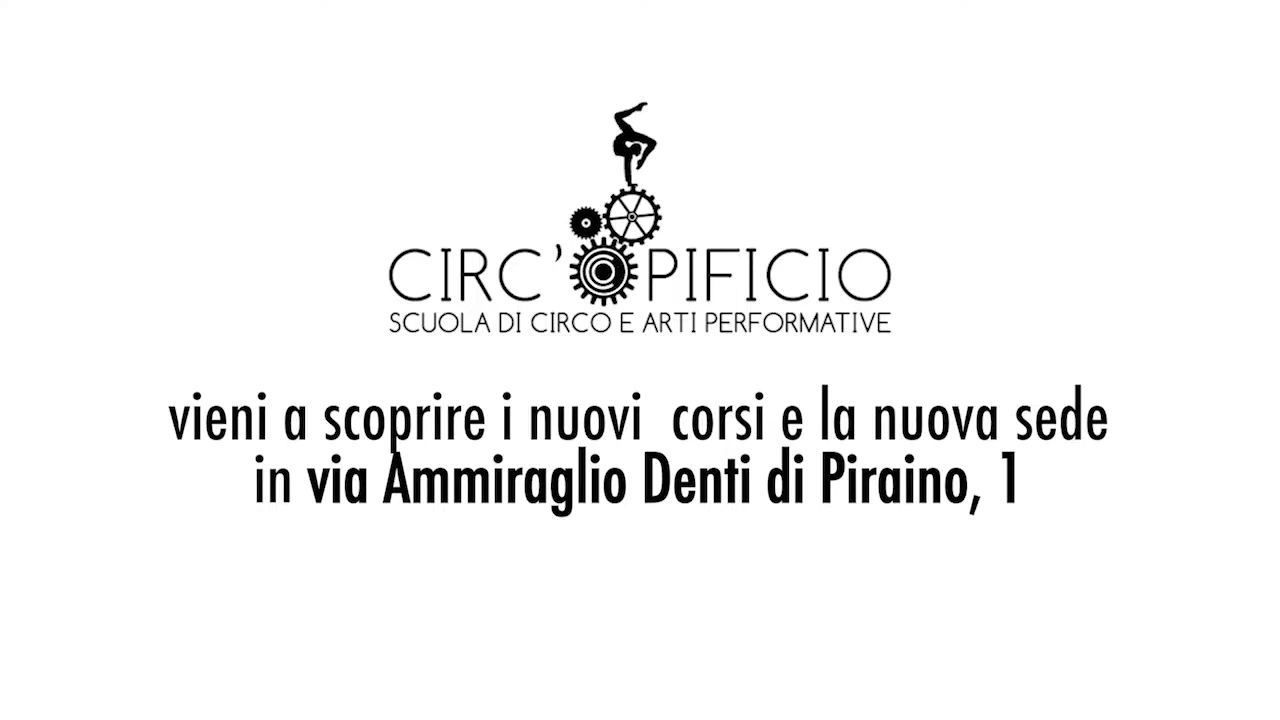 CIRC'OPIFICIO
SCUOLA DI CIRCO E ARTI PERFORMATIVE
vieni a scoprire i nuovi  corsi e la nuova sede
in via Ammiraglio Denti di Piraino, 1